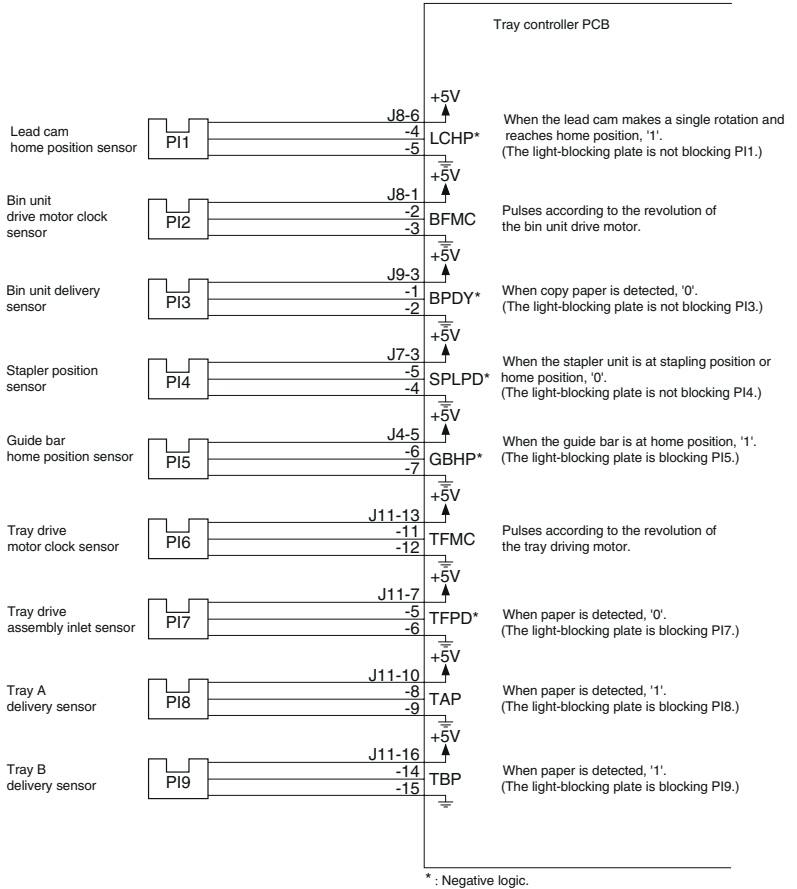 Tray controller PCB
+5V
Lead cam
home position sensor
PI1
J8-6
-4
-5
LCHP*
When the lead cam makes a single rotation and
reaches home position, '1'.
(The light-blocking plate is not blocking PI1.)
+5V
Bin unit
drive motor clock
sensor
PI2
J8-1
-2
-3
BFMC
Pulses according to the revolution of
the bin unit drive motor.
+5V
Bin unit delivery
sensor
PI3
J9-3
-1
-2
BPDY*
When copy paper is detected, '0'.
(The light-blocking plate is not blocking PI3.)
+5V
Stapler position
sensor
PI4
J7-3
-5
-4
SPLPD*
When the stapler unit is at stapling position or
home position, '0'.
(The light-blocking plate is not blocking PI4.)
+5V
Guide bar
home position sensor
PI5
J4-5
-6
-7
GBHP*
When the guide bar is at home position, '1'.
(The light-blocking plate is blocking PI5.)
+5V
Tray drive
motor clock sensor
PI6
J11-13
-11
-12
TFMC
Pulses according to the revolution of
the tray driving motor.
+5V
Tray drive
assembly inlet sensor
PI7
J11-7
-5
-6
TFPD*
When paper is detected, '0'.
(The light-blocking plate is blocking PI7.)
+5V
Tray A
delivery sensor
PI8
J11-10
-8
-9
TAP
When paper is detected, '1'.
(The light-blocking plate is blocking PI8.)
+5V
Tray B
delivery sensor
PI9
J11-16
-14
-15
TBP
When paper is detected, '1'.
(The light-blocking plate is blocking PI9.)
* : Negative logic.